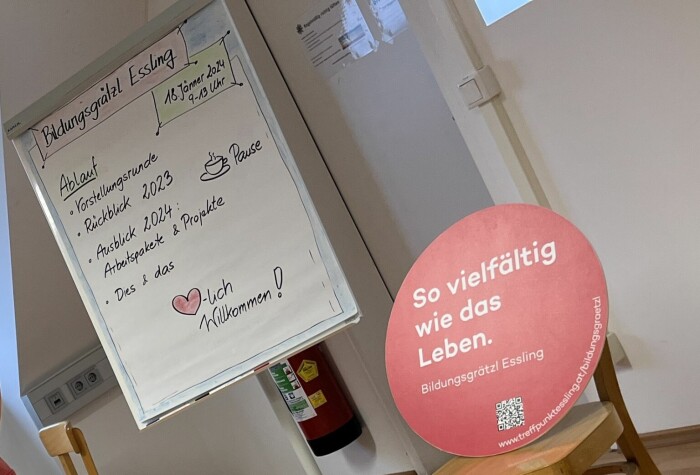 Bildungsgrätzl Essling
18. Jänner 2024
9-13 Uhr
Ablauf
• Vorstellungsrunde
• Rückblick 2023
Pause
• Ausblick 2024:
Arbeitspakete & Projekte
• Dies & das
-lich
Willkommen!
So vielfältig
wie das
Leben.
Bildungsgrätzl Essling
www.treffpunktessling.at/bildungsgraetzl